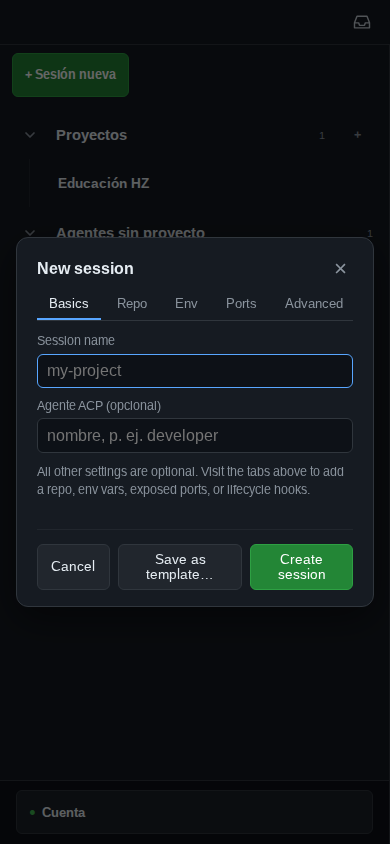 + Sesión nueva
Proyectos 1 +
Educación HZ
Agentes sin proyecto 1
New session ×
Basics Repo Env Ports Advanced
Session name
my-project
Agente ACP (opcional)
nombre, p. ej. developer
All other settings are optional. Visit the tabs above to add
a repo, env vars, exposed ports, or lifecycle hooks.
Cancel
Save as
template…
Create
session
Cuenta